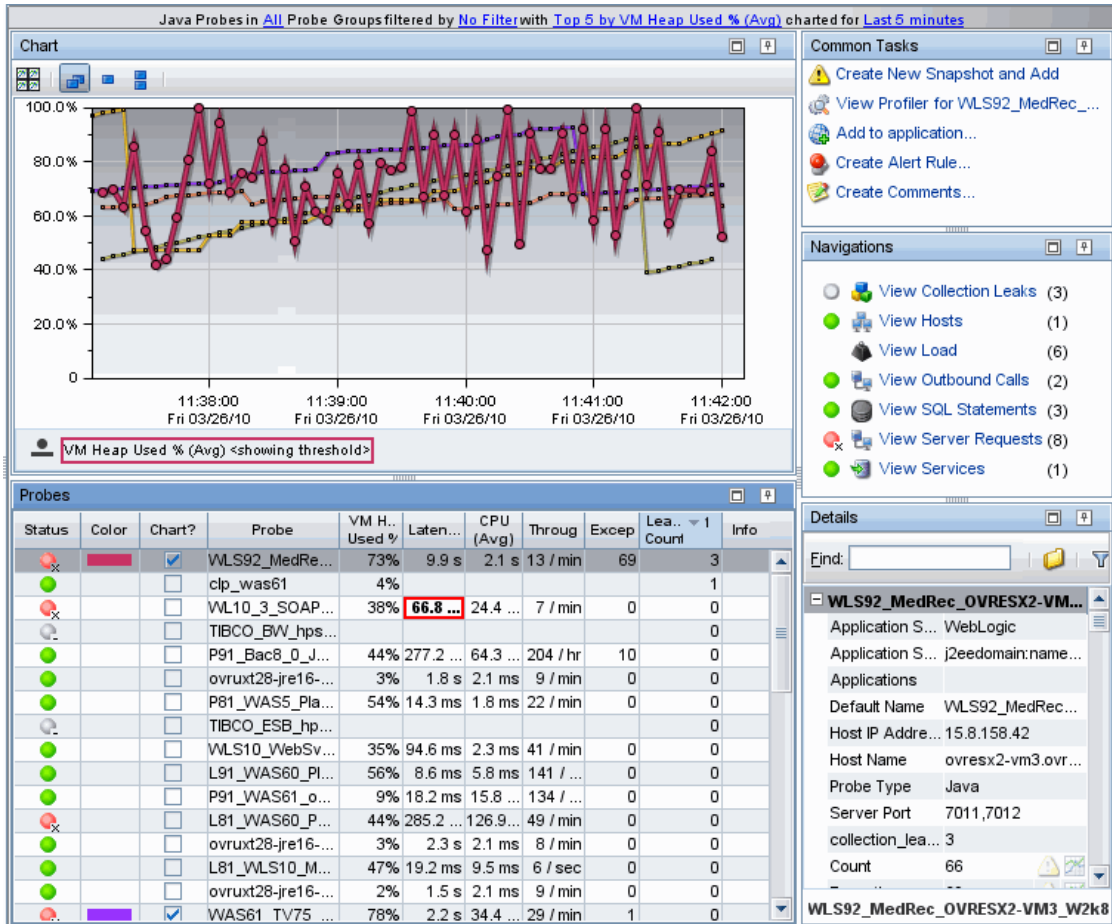 Java Probes in All Probe Groups filtered by No Filter with Top 5 by VM Heap Used % (Avg) charted for Last 5 minutes
Chart
100.0%
80.0%
60.0%
40.0%
20.0%
0
11:38:00 11:39:00 11:40:00 11:41:00 11:42:00
Fri 03/26/10 Fri 03/26/10 Fri 03/26/10 Fri 03/26/10 Fri 03/26/10
VM Heap Used % (Avg) <showing threshold>
Probes
Status Color Chart? Probe VM H.. Used % Laten... CPU (Avg) Throug Excep Lea.. 1 Count Info
WLS92_MedRe... 73% 9.9 s 2.1 s 13 / min 69 3
clp_was61 4% 1
WL10_3_SOAP... 38% 66.8 ... 24.4 ... 7 / min 0 0
TIBCO_BW_hps... 0
P91_Bac8_0_J... 44% 277.2 ... 64.3 ... 204 / hr 10 0
ovruxt28-jre16-... 3% 1.8 s 2.1 ms 9 / min 0 0
P81_WAS5_Pla... 54% 14.3 ms 1.8 ms 22 / min 0 0
TIBCO_ESB_hp... 0
WLS10_WebSv... 35% 94.6 ms 2.3 ms 41 / min 0 0
L91_WAS60_Pl... 56% 8.6 ms 5.8 ms 141 / ... 0 0
P91_WAS61_o... 9% 18.2 ms 15.8 ... 134 / ... 0 0
L81_WAS60_P... 44% 285.2 ... 126.9... 49 / min 0 0
ovruxt28-jre16-... 3% 2.3 s 2.1 ms 8 / min 0 0
L81_WLS10_M... 47% 19.2 ms 9.5 ms 6 / sec 0 0
ovruxt28-jre16-... 2% 1.5 s 2.1 ms 9 / min 0 0
WAS61_TV75_... 78% 2.2 s 34.4 ... 29 / min 1 0
Common Tasks
Create New Snapshot and Add
View Profiler for WLS92_MedRec_...
Add to application...
Create Alert Rule...
Create Comments...
Navigations
View Collection Leaks (3)
View Hosts (1)
View Load (6)
View Outbound Calls (2)
View SQL Statements (3)
View Server Requests (8)
View Services (1)
Details
Find:
WLS92_MedRec_OVRESX2-VM...
Application S... WebLogic
Application S... j2eedomain:name...
Applications
Default Name WLS92_MedRec...
Host IP Addre... 15.8.158.42
Host Name ovresx2-vm3.ovr...
Probe Type Java
Server Port 7011,7012
collection_lea... 3
Count 66
WLS92_MedRec_OVRESX2-VM3_W2k8